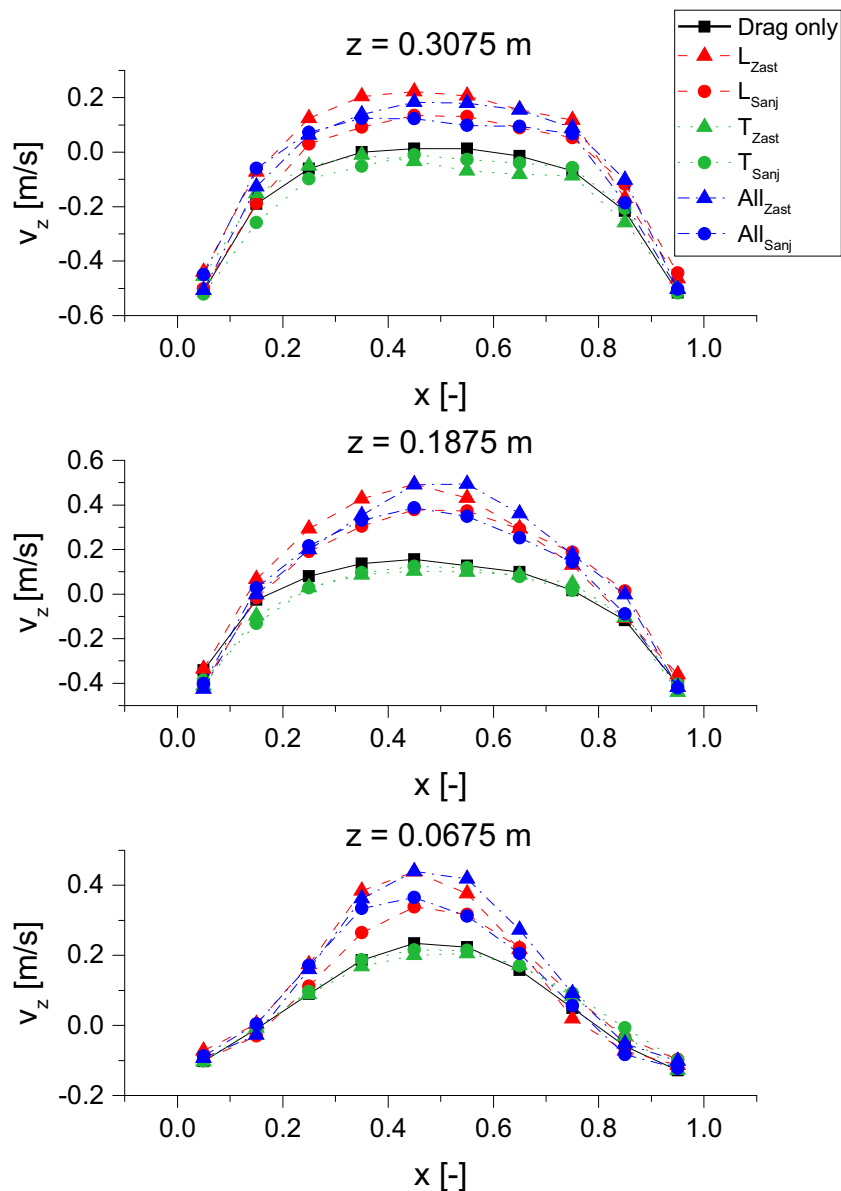 Drag only
L_Zast
L_Sanj
T_Zast
T_Sanj
All_Zast
All_Sanj
z = 0.3075 m
0.2
0.0
-0.2
-0.4
-0.6
v_z [m/s]
0.0 0.2 0.4 0.6 0.8 1.0
x [-]
z = 0.1875 m
0.6
0.4
0.2
0.0
-0.2
-0.4
v_z [m/s]
0.0 0.2 0.4 0.6 0.8 1.0
x [-]
z = 0.0675 m
0.4
0.2
0.0
-0.2
v_z [m/s]
0.0 0.2 0.4 0.6 0.8 1.0
x [-]